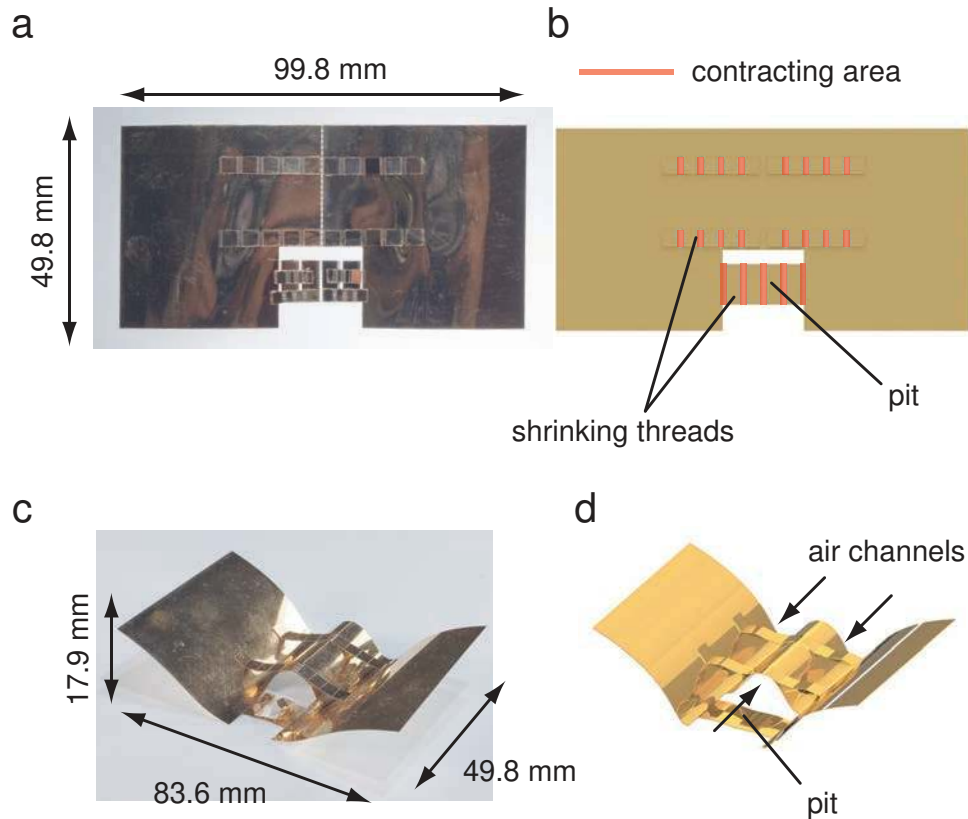 a
99.8 mm
49.8 mm
b
contracting area
shrinking threads
pit
c
17.9 mm
83.6 mm
49.8 mm
d
air channels
pit